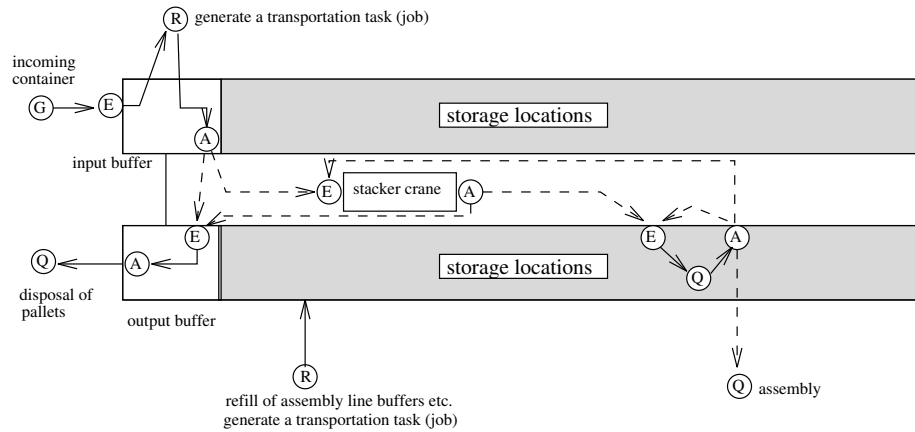 R
generate a transportation task (job)
incoming
container
G
E
storage locations
A
input buffer
E
stacker crane
A
E
E
A
Q
A
storage locations
Q
disposal of
pallets
output buffer
R
Q
assembly
refill of assembly line buffers etc.
generate a transportation task (job)